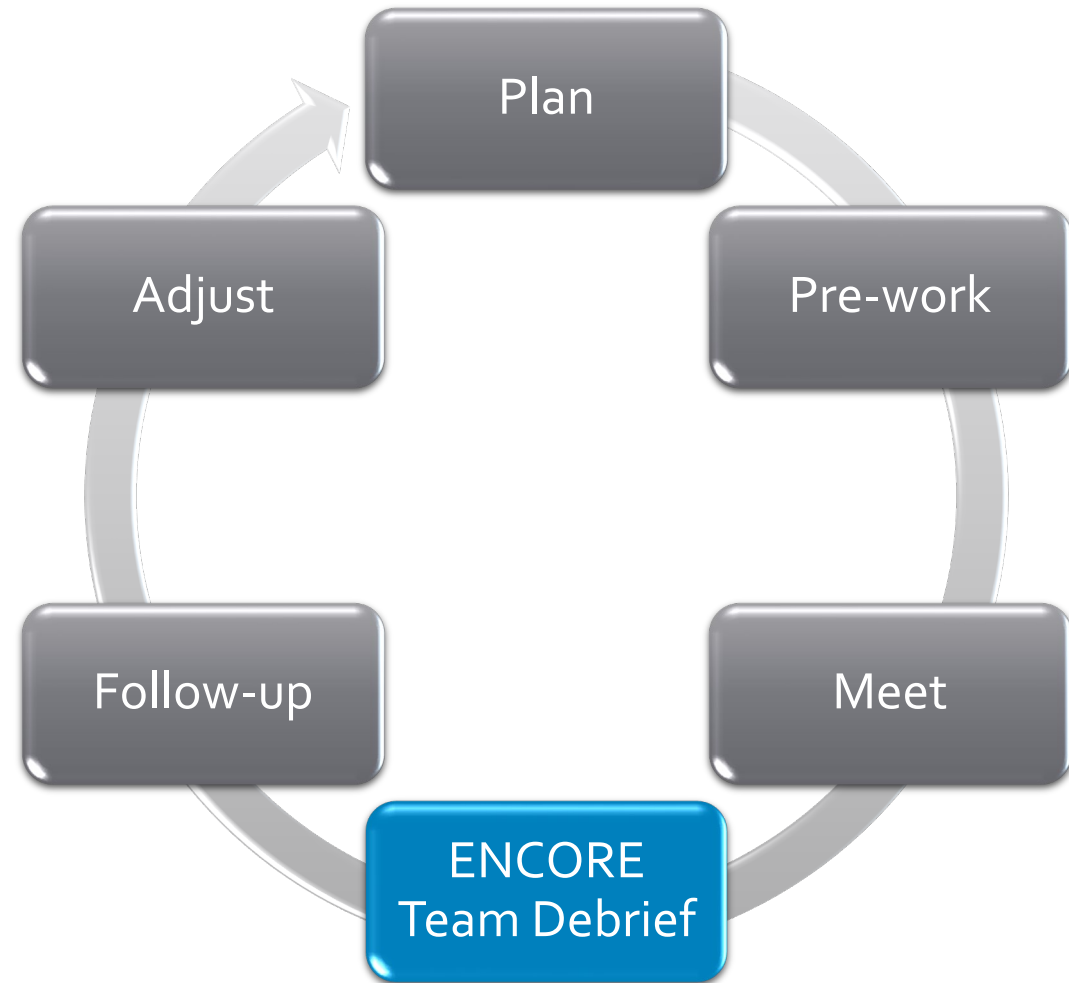 Plan
Pre-work
Meet
ENCORE
Team Debrief
Follow-up
Adjust